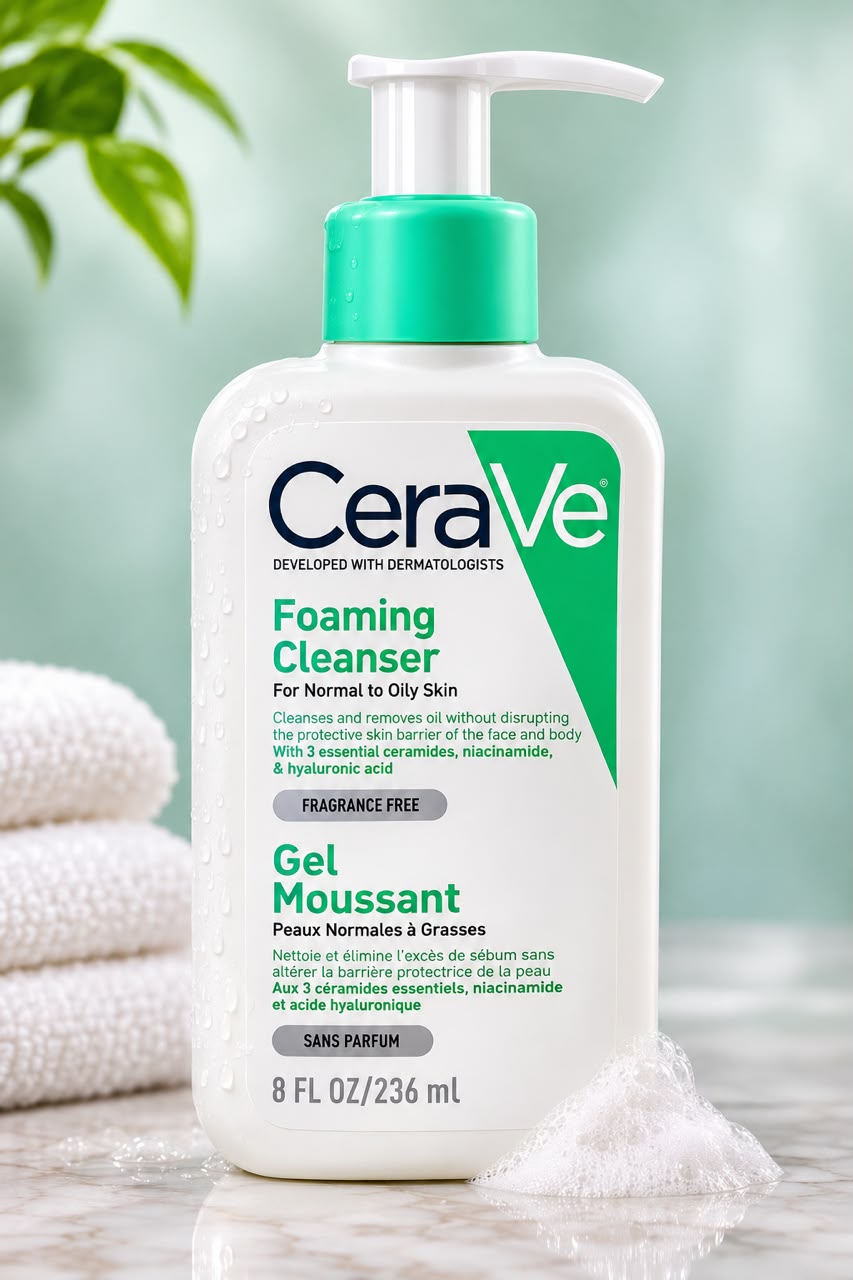 CeraVe®
DEVELOPED WITH DERMATOLOGISTS
Foaming
Cleanser
For Normal to Oily Skin
Cleanses and removes oil without disrupting
the protective skin barrier of the face and body
With 3 essential ceramides, niacinamide,
& hyaluronic acid
FRAGRANCE FREE
Gel
Moussant
Peaux Normales à Grasses
Nettoie et élimine l'excès de sébum sans
altérer la barrière protectrice de la peau
Aux 3 céramides essentiels, niacinamide
et acide hyaluronique
SANS PARFUM
8 FL OZ/236 ml